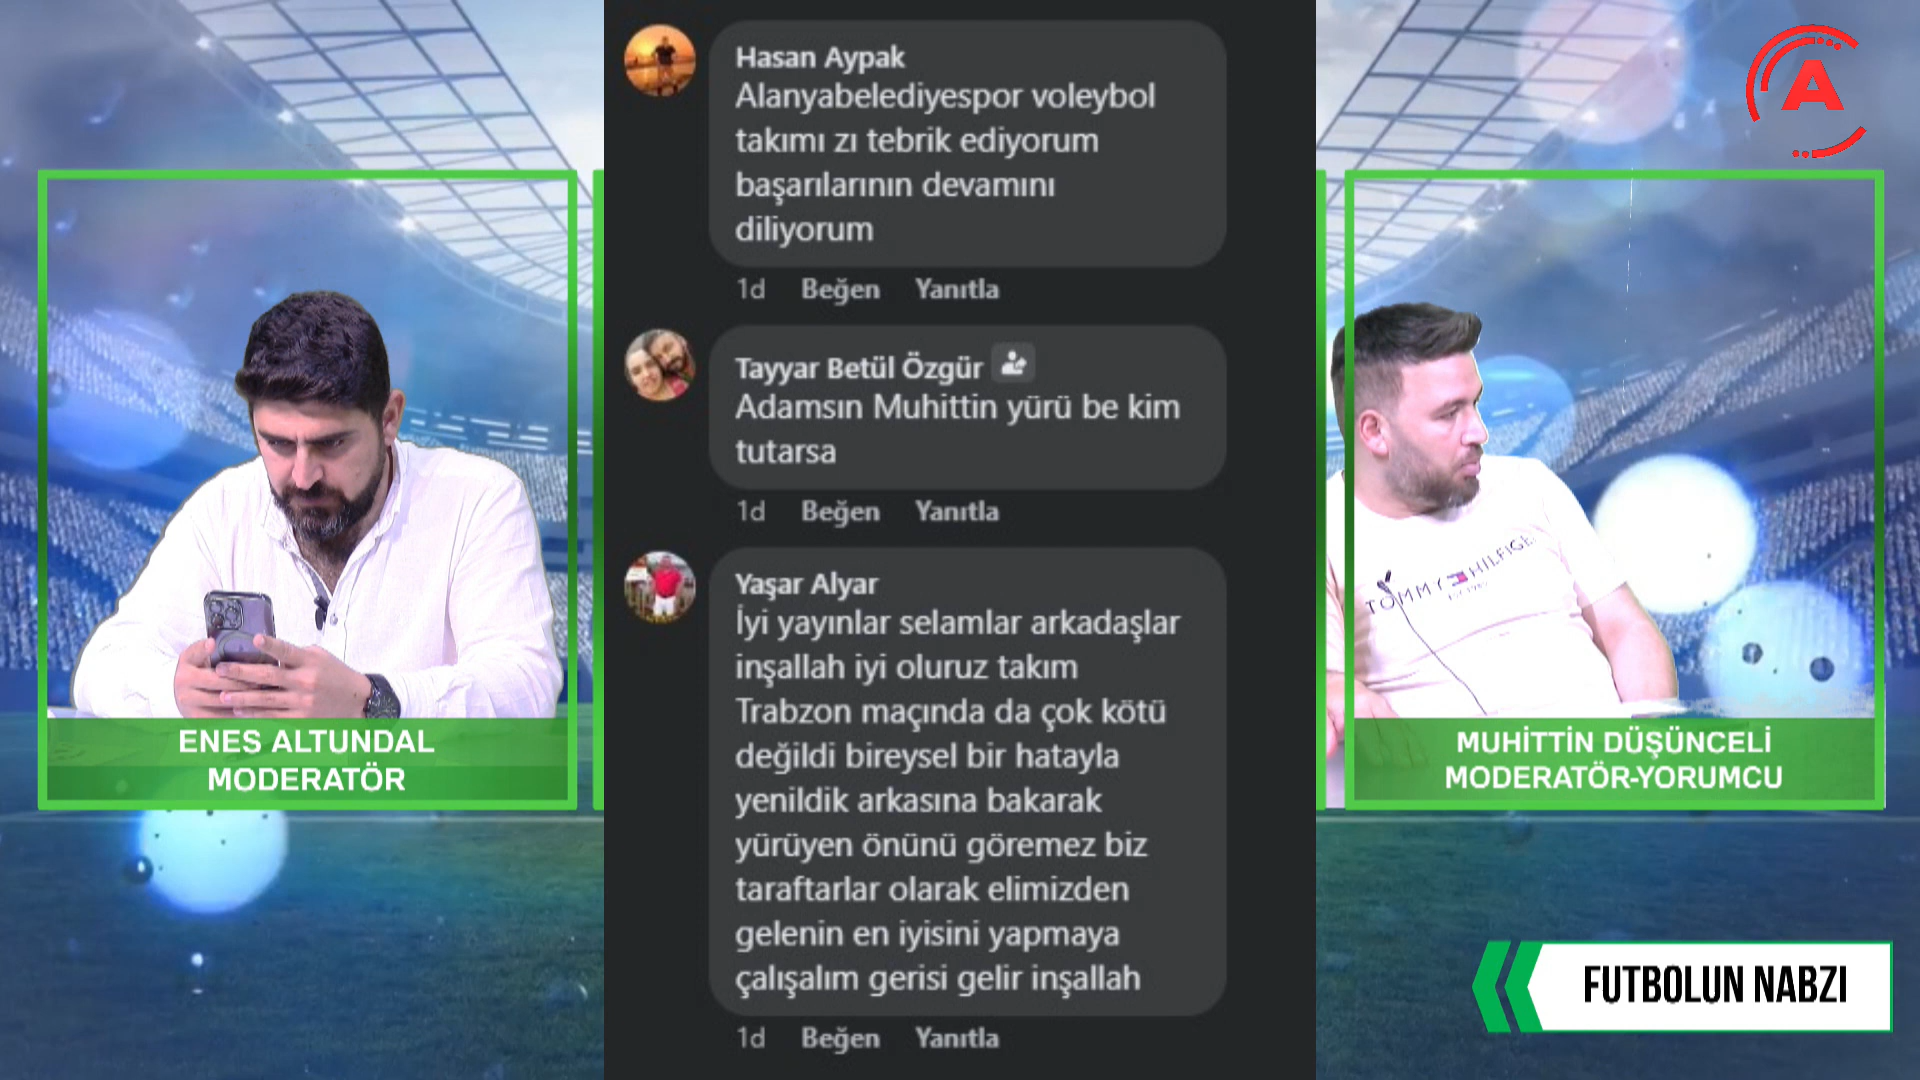 Hasan Aypak
Alanyabelediyespor voleybol
takımı zı tebrik ediyorum
başarılarının devamını
diliyorum
1d Beğen Yanıtla
Tayyar Betül Özgür
Adamsın Muhittin yürü be kim
tutarsa
1d Beğen Yanıtla
Yaşar Alyar
İyi yayınlar selamlar arkadaşlar
inşallah iyi oluruz takım
Trabzon maçında da çok kötü
değildi bireysel bir hatayla
yenildik arkasına bakarak
yürüyen önünü göremez biz
taraftarlar olarak elimizden
gelenin en iyisini yapmaya
çalışalım gerisi gelir inşallah
1d Beğen Yanıtla
ENES ALTUNDAL
MODERATÖR
A
TOMMY HILFIGE
MUHİTTİN DÜŞÜNCELİ
MODERATÖR-YORUMCU
FUTBOLUN NABZI